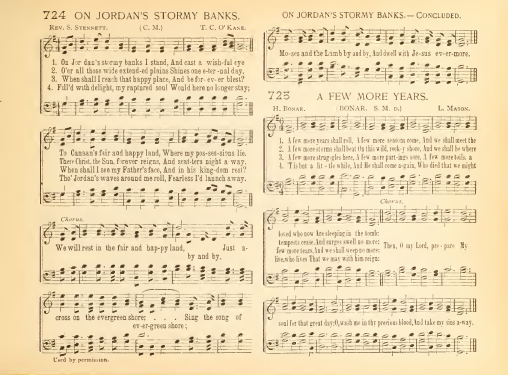 724 ON JORDAN'S STORMY BANKS.
REV. S. STENNETT. (C. M.) T. C. O'KANE.
1. On Jor dan's stormy banks I stand, And cast a wish-ful eye
2. O'er all those wide extend-ed plains Shines one e-ter-nal day,
3. When shall I reach that happy place, And be for ev-er blest?
4. Fill'd with delight, my raptured soul Would here no longer stay;
To Canaan's fair and happy land, Where my pos-ses-sions lie.
There Christ, the Sun, forever reigns, And scat-ters night a way.
When shall I see my Father's face, And in his king-dom rest?
Tho' Jordan's waves around me roll, Fearless I'd launch away.
Chorus.
We will rest in the fair and hap-py land, Just a-
by and by,
cross on the evergreen shore; . . . . Sing the song of
ev-er-green shore;
Used by permission.
ON JORDAN'S STORMY BANKS.—CONCLUDED.
Mo-ses and the Lamb by and by, And dwell with Je-sus ev-er-more.
725 A FEW MORE YEARS.
H. BONAR. (BONAR. S. M. D.) L. MASON.
1. A few more years shall roll, A few more seasons come, And we shall be with
2. A few more storms shall beat On this wild, rock-y shore, And we shall be where
3. A few more strug-gles here, A few more part-ings o'er, A few more toils, a
4. 'Tis but a lit-tle while, And He shall come a-gain, Who died that we might
Chorus.
those who now are sleeping in the tomb:
tempests cease, And surges swell no more;
few more tears, And we shall weep no more;
live, who lives That we may with him reign:
Then, O my Lord, pre-pare My
soul for that great day; O, wash me in thy precious blood, And take my sins a-way.